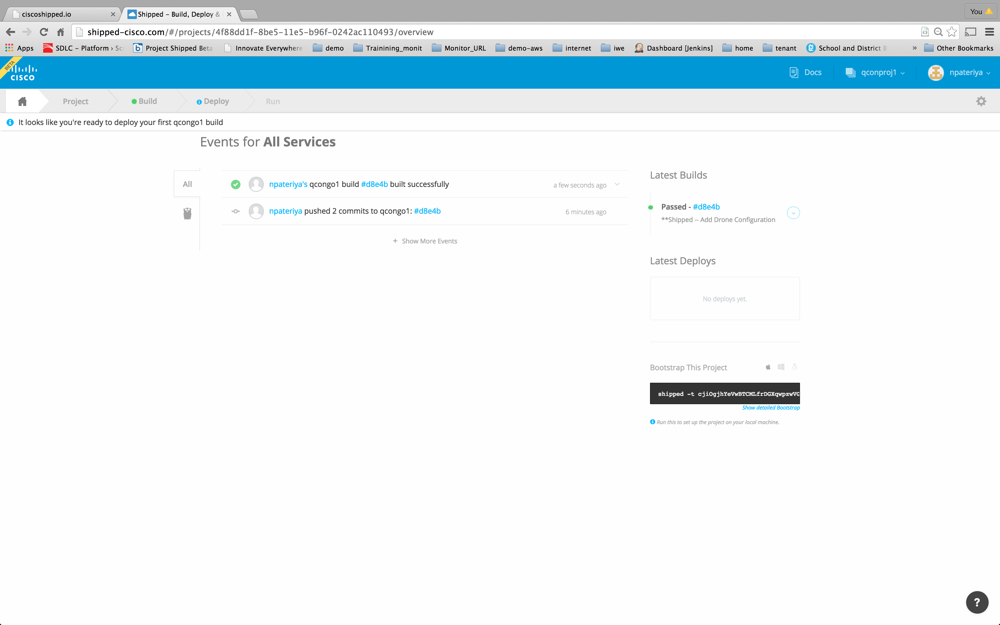 ciscoshipped.io
Shipped – Build, Deploy &
You
shipped-cisco.com/#/projects/4f88dd1f-8be5-11e5-b96f-0242ac110493/overview
Apps
SDLC – Platform › Sc
Project Shipped Beta
Innovate Everywhere
demo
Trainining_monit
Monitor_URL
demo-aws
internet
iwe
Dashboard [Jenkins]
home
tenant
School and District B
»
Other Bookmarks
BETA
CISCO
Docs
qconproj1
npateriya
Project
Build
Deploy
Run
It looks like you're ready to deploy your first qcongo1 build
Events for All Services
All
npateriya's qcongo1 build #d8e4b built successfully
a few seconds ago
npateriya pushed 2 commits to qcongo1: #d8e4b
6 minutes ago
+ Show More Events
Latest Builds
Passed - #d8e4b
**Shipped -- Add Drone Configuration
Latest Deploys
No deploys yet.
Bootstrap This Project
shipped -t cjiOgjhYeVwBTCMLfrDGXqwpzwVG
Show detailed Bootstrap
Run this to set up the project on your local machine.
?